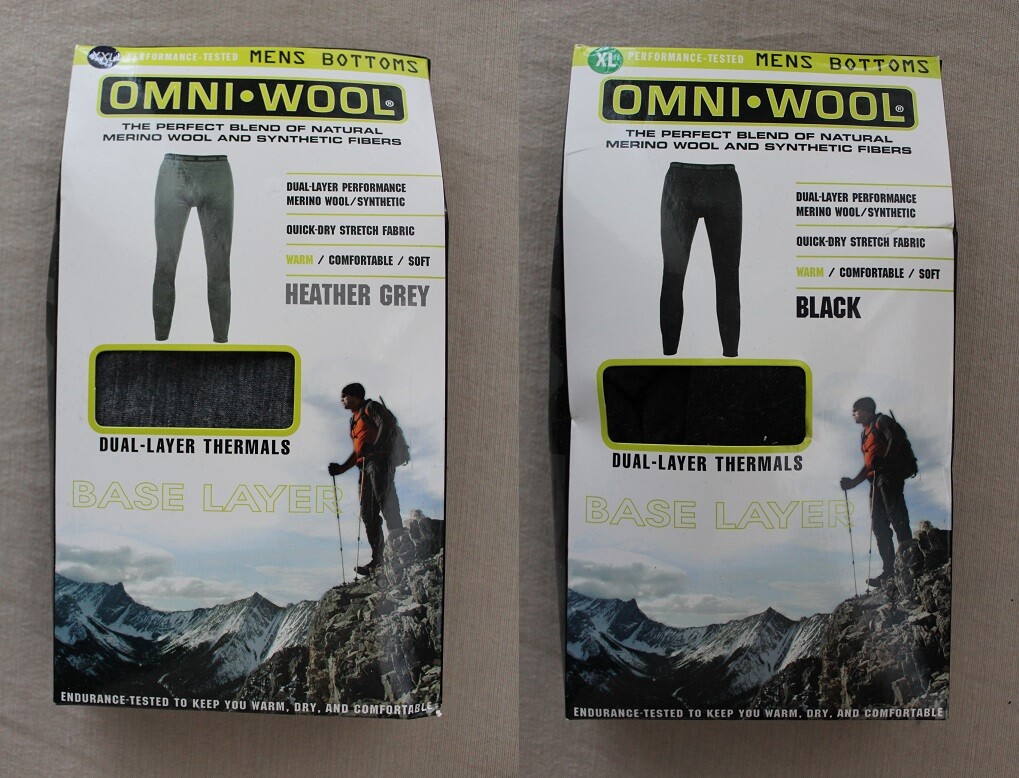 XXL PERFORMANCE-TESTED MENS BOTTOMS
OMNI•WOOL®
THE PERFECT BLEND OF NATURAL
MERINO WOOL AND SYNTHETIC FIBERS
DUAL-LAYER PERFORMANCE
MERINO WOOL/SYNTHETIC
QUICK-DRY STRETCH FABRIC
WARM / COMFORTABLE / SOFT
HEATHER GREY
DUAL-LAYER THERMALS
BASE LAYER
ENDURANCE-TESTED TO KEEP YOU WARM, DRY, AND COMFORTABLE
XL PERFORMANCE-TESTED MENS BOTTOMS
OMNI•WOOL®
THE PERFECT BLEND OF NATURAL
MERINO WOOL AND SYNTHETIC FIBERS
DUAL-LAYER PERFORMANCE
MERINO WOOL/SYNTHETIC
QUICK-DRY STRETCH FABRIC
WARM / COMFORTABLE / SOFT
BLACK
DUAL-LAYER THERMALS
BASE LAYER
ENDURANCE-TESTED TO KEEP YOU WARM, DRY, AND COMFORTABLE